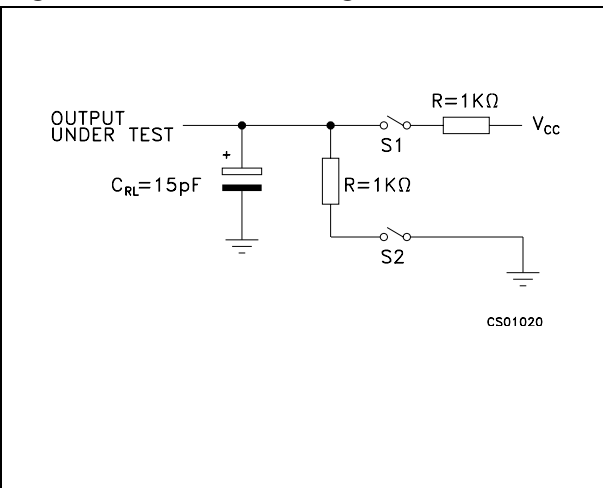 R=1KΩ
OUTPUT
UNDER TEST
V_CC
S1
+
C_RL=15pF
R=1KΩ
S2
CS01020